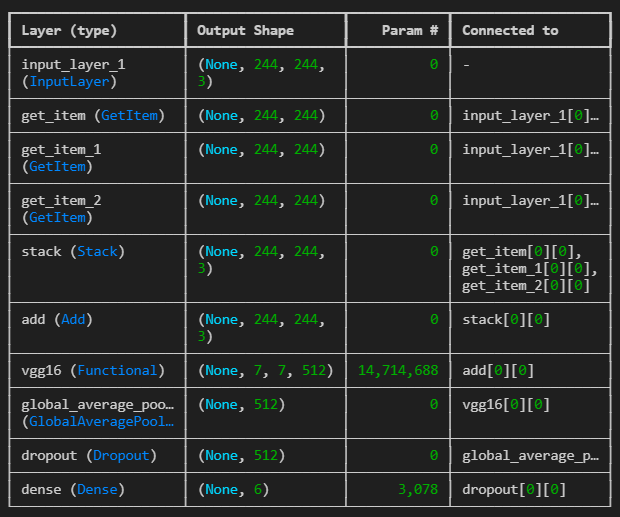 Layer (type) Output Shape Param # Connected to
input_layer_1 (None, 244, 244, 0 -
(InputLayer) 3)
get_item (GetItem) (None, 244, 244) 0 input_layer_1[0]…
get_item_1 (None, 244, 244) 0 input_layer_1[0]…
(GetItem)
get_item_2 (None, 244, 244) 0 input_layer_1[0]…
(GetItem)
stack (Stack) (None, 244, 244, 0 get_item[0][0],
3) get_item_1[0][0],
get_item_2[0][0]
add (Add) (None, 244, 244, 0 stack[0][0]
3)
vgg16 (Functional) (None, 7, 7, 512) 14,714,688 add[0][0]
global_average_poo… (None, 512) 0 vgg16[0][0]
(GlobalAveragePool…
dropout (Dropout) (None, 512) 0 global_average_p…
dense (Dense) (None, 6) 3,078 dropout[0][0]